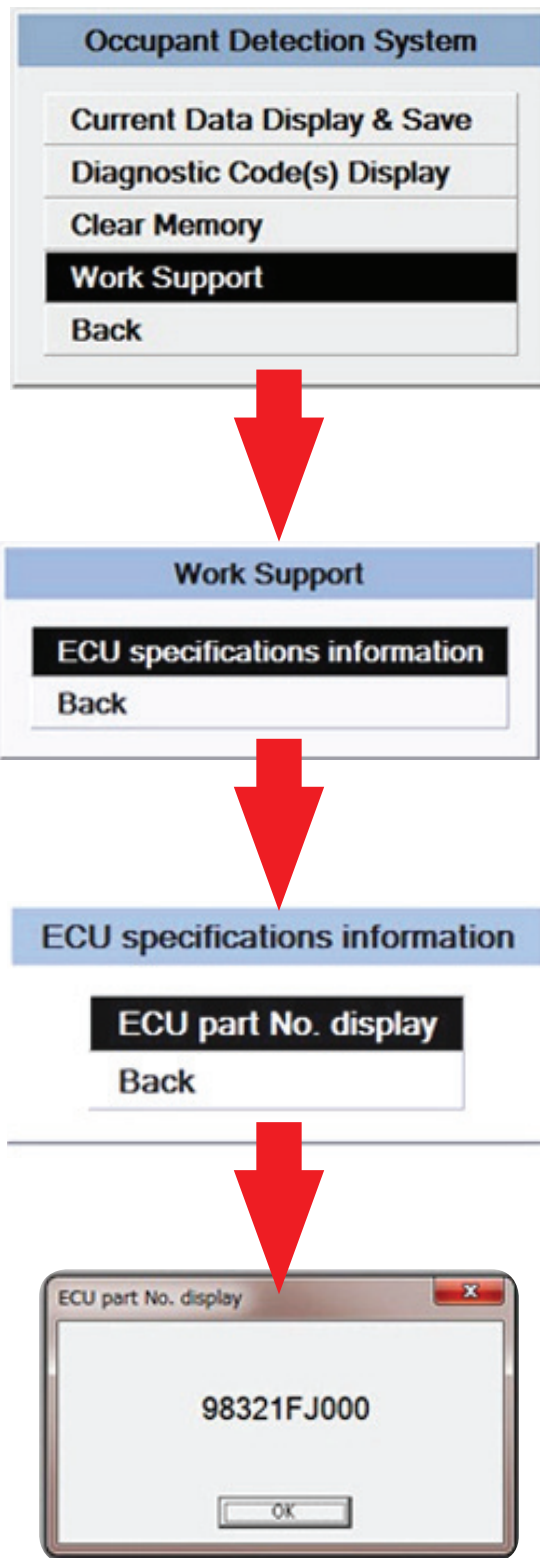 Occupant Detection System
Current Data Display & Save
Diagnostic Code(s) Display
Clear Memory
Work Support
Back
Work Support
ECU specifications information
Back
ECU specifications information
ECU part No. display
Back
ECU part No. display
98321FJ000
OK